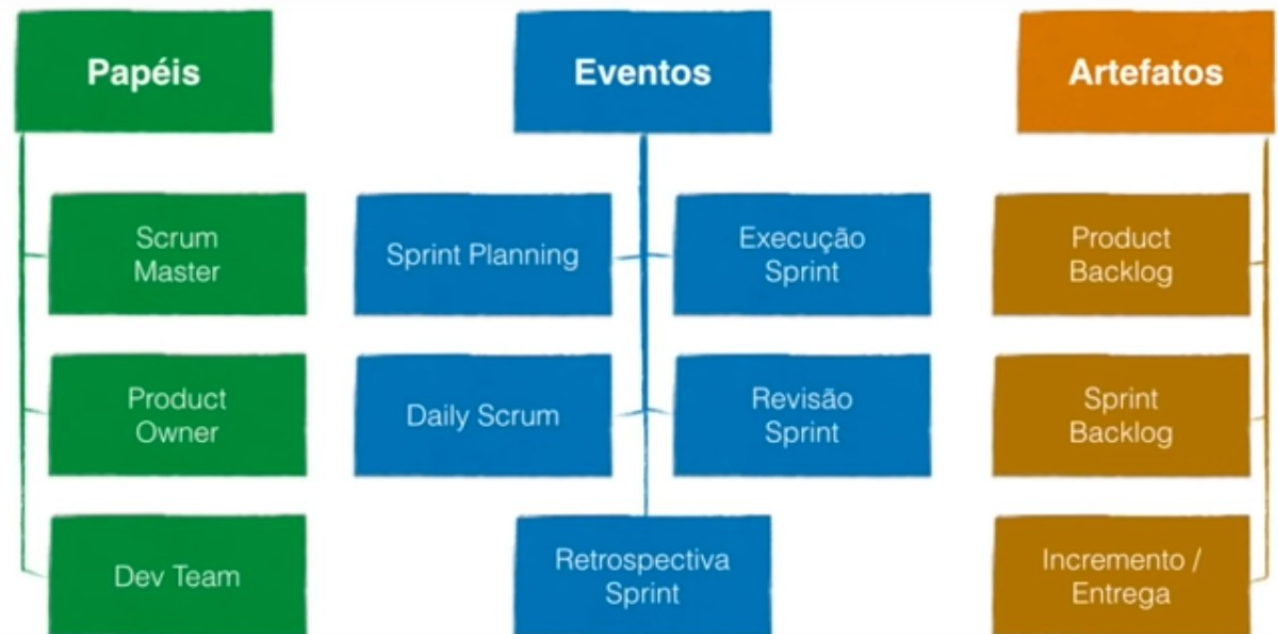 Papéis
Scrum
Master
Product
Owner
Dev Team
Eventos
Sprint Planning
Execução
Sprint
Daily Scrum
Revisão
Sprint
Retrospectiva
Sprint
Artefatos
Product
Backlog
Sprint
Backlog
Incremento /
Entrega